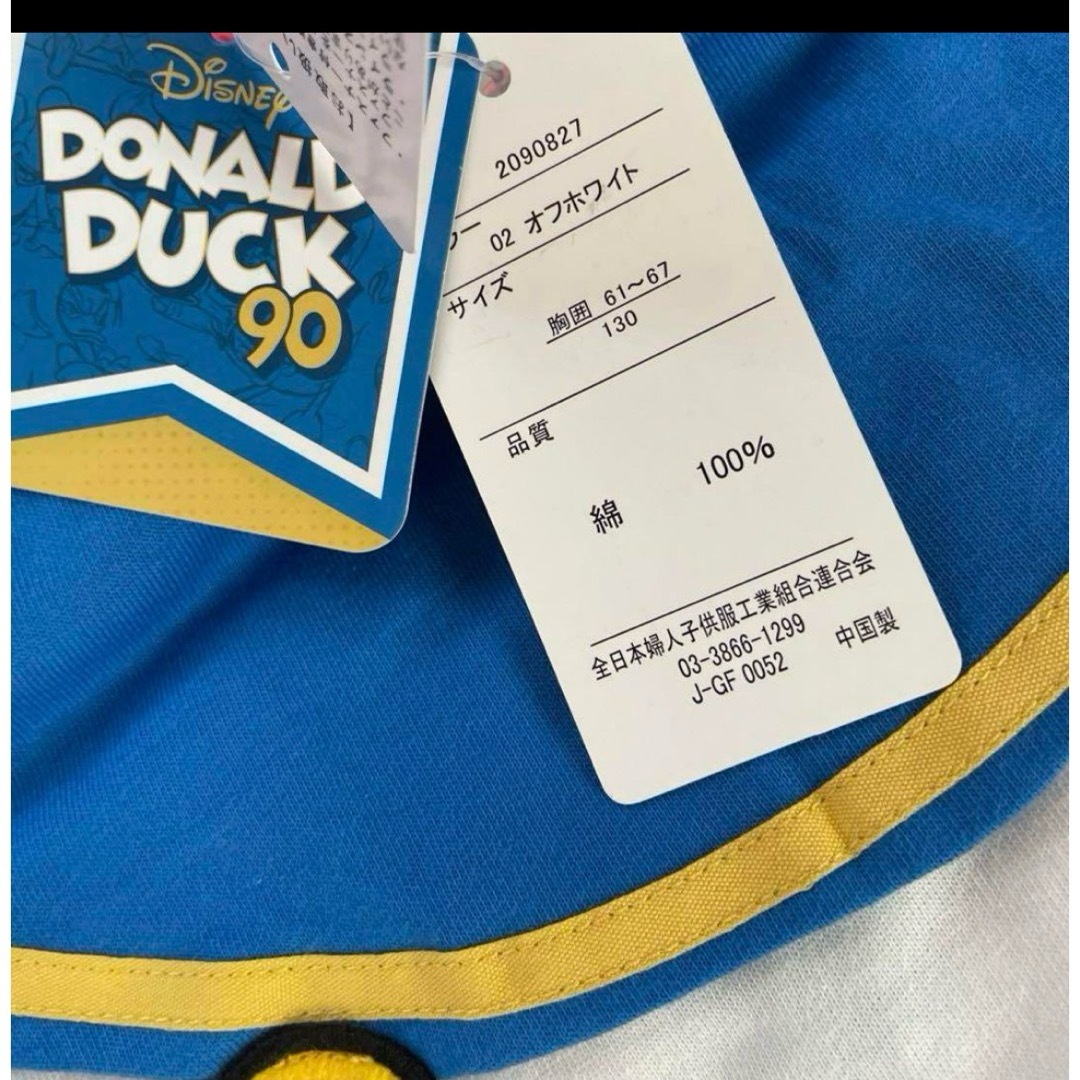 DISNEY
DONALD
DUCK
90
2090827
02 オフホワイト
サイズ
胸囲 61～67
130
品質
綿 100%
全日本婦人子供服工業組合連合会
03-3866-1299
J-GF 0052 中国製